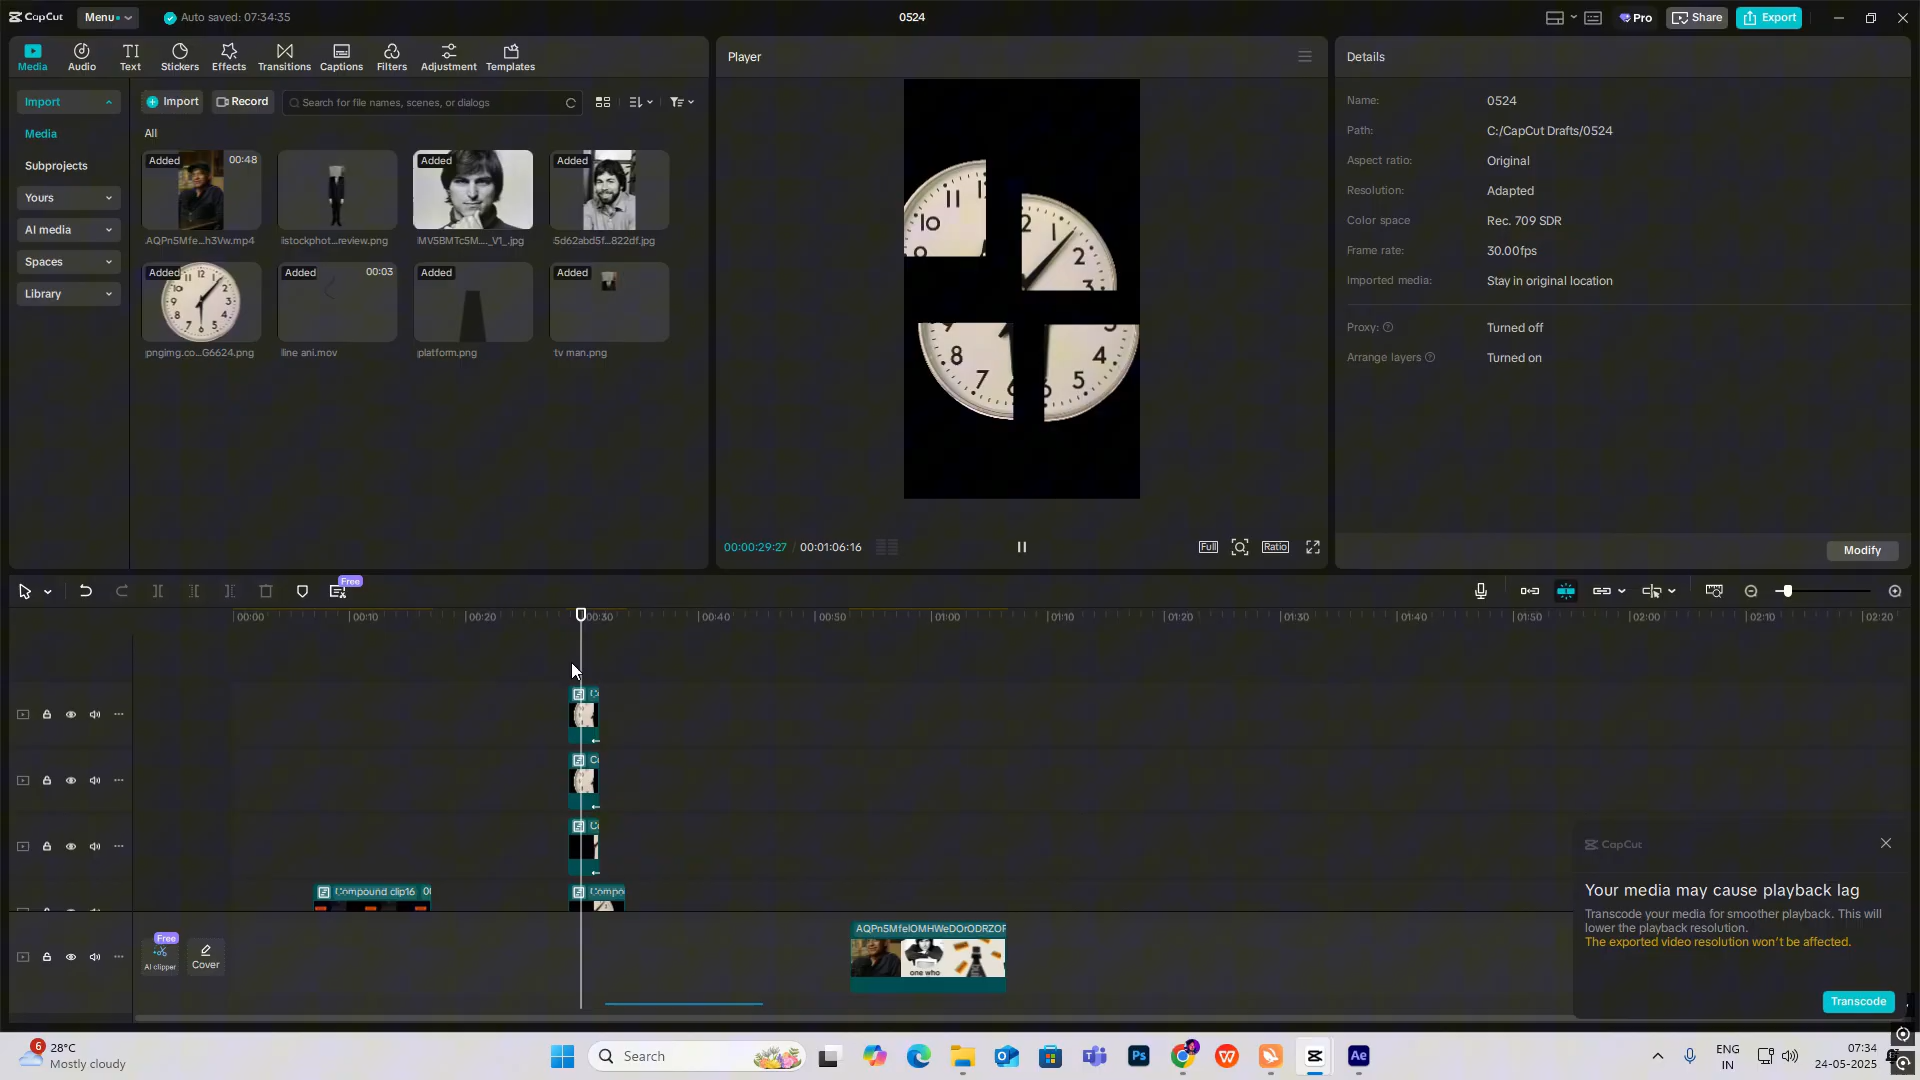 CapCut
Menu
Auto saved: 07:34:35
0524
Pro
Share
Export
Media
Audio
Text
Stickers
Effects
Transitions
Captions
Filters
Adjustment
Templates
Import
Media
Subprojects
Yours
AI media
Spaces
Library
Import
Record
Search for file names, scenes, or dialogs
All
Added
00:48
AQPn5Mfe...h3Vw.mp4
istockphot...review.png
Added
MV5BMTc5M...._V1_.jpg
Added
5d62abd5f...822df.jpg
Added
pngimg.co...G6624.png
Added
00:03
line ani.mov
Added
platform.png
Added
tv man.png
Player
00:00:29:27 / 00:01:06:16
Full
Ratio
Details
Name: 0524
Path: C:/CapCut Drafts/0524
Aspect ratio: Original
Resolution: Adapted
Color space Rec. 709 SDR
Frame rate: 30.00fps
Imported media: Stay in original location
Proxy: Turned off
Arrange layers Turned on
Modify
Free
00:00
00:10
00:20
00:30
00:40
00:50
01:00
01:10
01:20
01:30
01:40
01:50
02:00
02:10
02:20
Compound clip16
Compo
Free
AI clipper
Cover
AQPn5MfelOMHWeDOrODRZOF
one who
CapCut
Your media may cause playback lag
Transcode your media for smoother playback. This will
lower the playback resolution.
The exported video resolution won't be affected.
Transcode
6
28°C
Mostly cloudy
Search
Ps
Ae
ENG
IN
07:34
24-05-2025